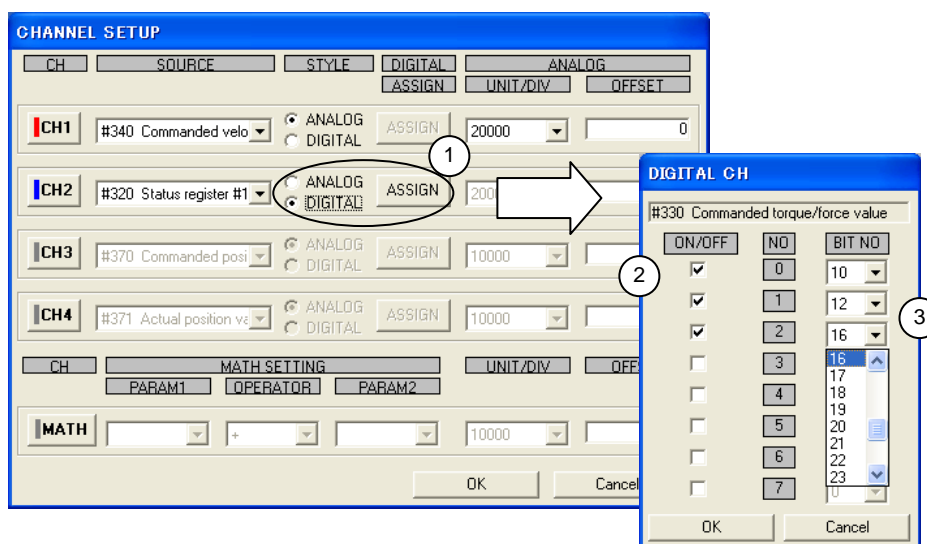 CHANNEL SETUP
CH SOURCE STYLE DIGITAL ANALOG
ASSIGN UNIT/DIV OFFSET
CH1 #340 Commanded velo ANALOG DIGITAL ASSIGN 20000 0
1
CH2 #320 Status register #1 ANALOG DIGITAL ASSIGN
CH3 #370 Commanded posi ANALOG DIGITAL ASSIGN 10000
CH4 #371 Actual position va ANALOG DIGITAL ASSIGN 10000
CH MATH SETTING UNIT/DIV
PARAM1 OPERATOR PARAM2
MATH + 10000
OK Cancel
DIGITAL CH
#330 Commanded torque/force value
ON/OFF NO BIT NO
2
0 10
1 12
3
2 16
3 16
17
4 18
19
5 20
21
6 22
23
7 0
OK Cancel